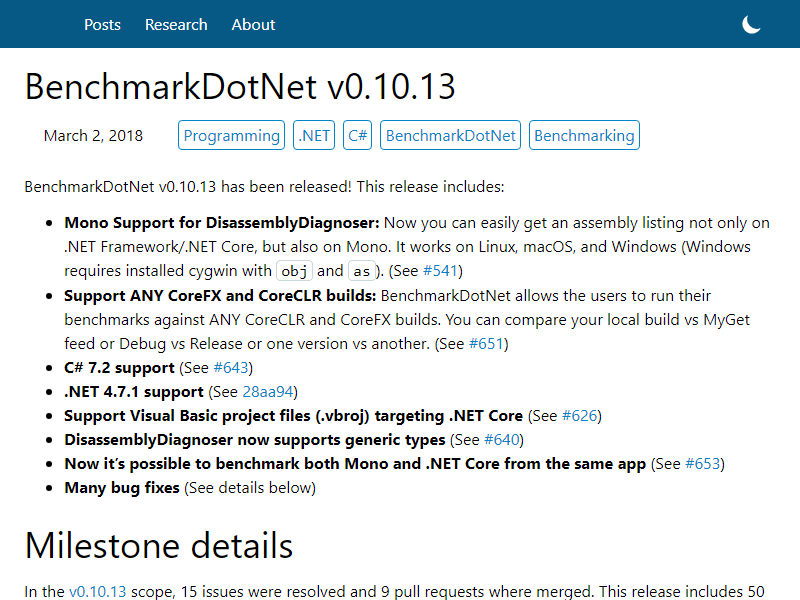 Posts Research About
BenchmarkDotNet v0.10.13
March 2, 2018 Programming .NET C# BenchmarkDotNet Benchmarking
BenchmarkDotNet v0.10.13 has been released! This release includes:
Mono Support for DisassemblyDiagnoser: Now you can easily get an assembly listing not only on
.NET Framework/.NET Core, but also on Mono. It works on Linux, macOS, and Windows (Windows
requires installed cygwin with obj and as). (See #541)
Support ANY CoreFX and CoreCLR builds: BenchmarkDotNet allows the users to run their
benchmarks against ANY CoreCLR and CoreFX builds. You can compare your local build vs MyGet
feed or Debug vs Release or one version vs another. (See #651)
C# 7.2 support (See #643)
.NET 4.7.1 support (See 28aa94)
Support Visual Basic project files (.vbroj) targeting .NET Core (See #626)
DisassemblyDiagnoser now supports generic types (See #640)
Now it’s possible to benchmark both Mono and .NET Core from the same app (See #653)
Many bug fixes (See details below)
Milestone details
In the v0.10.13 scope, 15 issues were resolved and 9 pull requests where merged. This release includes 50